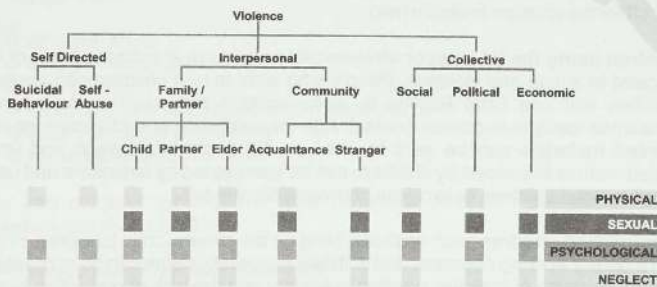 Violence
Self Directed Interpersonal Collective
Suicidal Self - Family / Community Social Political Economic
Behaviour Abuse Partner
Child Partner Elder Acquaintance Stranger
PHYSICAL
SEXUAL
PSYCHOLOGICAL
NEGLECT